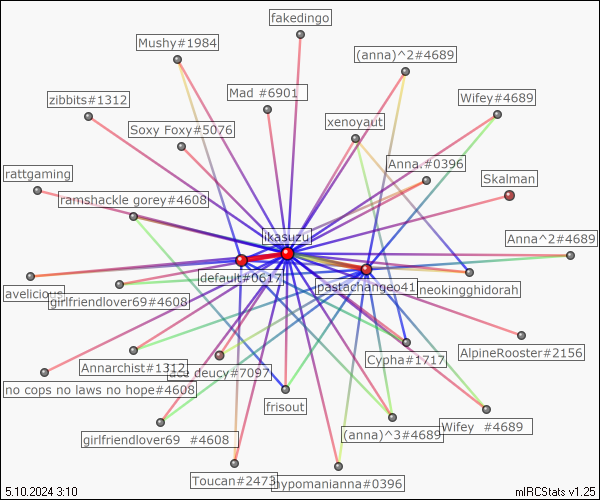 fakedingo
Mushy#1984
(anna)^2#4689
zibbits#1312
Mad #6901
Wifey#4689
Soxy Foxy#5076
xenoyaut
rattgaming
Anna.#0396
Skalman
ramshackle gorey#4608
ikasuzu
Anna^2#4689
default#0617
pastachangeo41
neokingghidorah
avelicious
girlfriendlover69#4608
Annarchist#1312
deucy#7097
Cypha#1717
AlpineRooster#2156
no cops no laws no hope#4608
frisout
girlfriendlover69 #4608
(anna)^3#4689
Wifey #4689
Toucan#2473
hypomanianna#0396
5.10.2024 3:10
mIRCStats v1.25